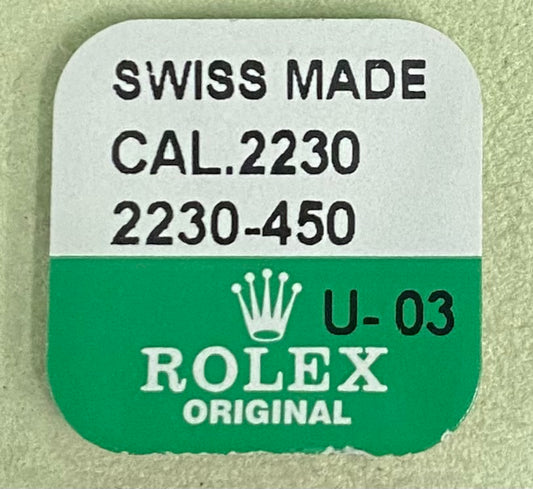 SWISS MADE
CAL.2230
2230-450
U- 03
ROLEX
ORIGINAL